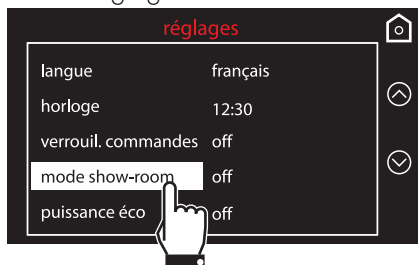 réglages
langue français
horloge 12:30
verrouil. commandes off
mode show-room off
puissance éco off